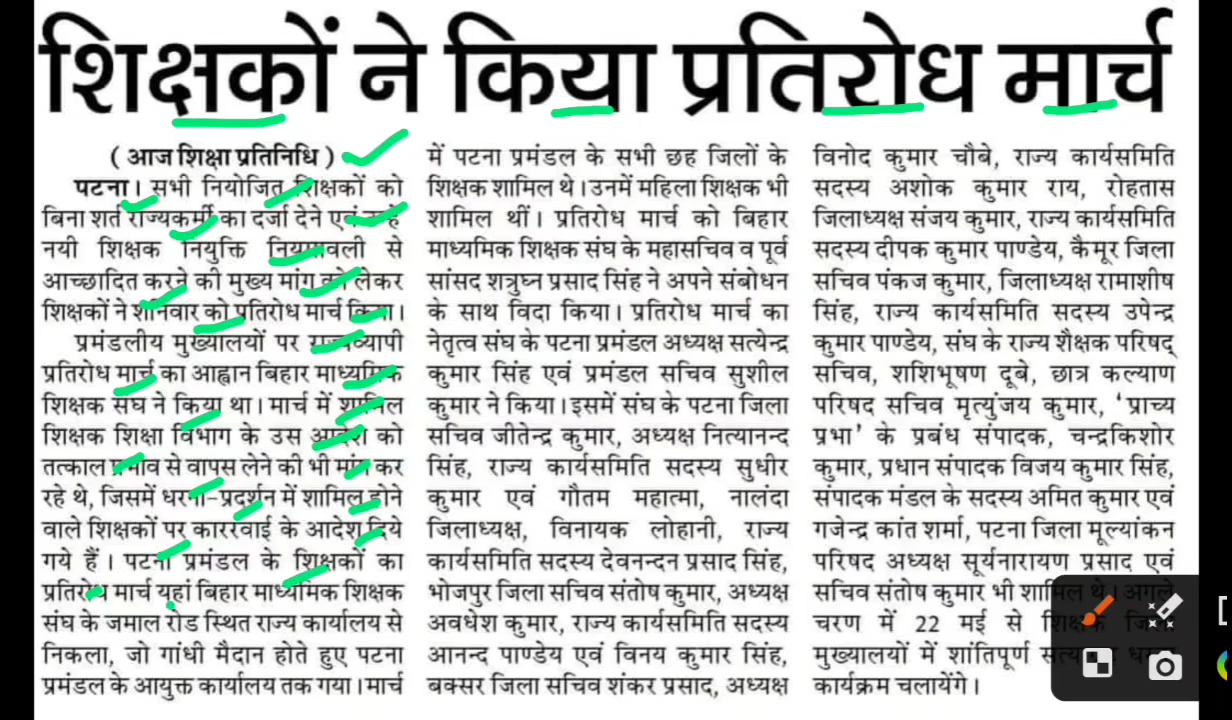 शिक्षकों ने किया प्रतिरोध मार्च
( आज शिक्षा प्रतिनिधि )
पटना। सभी नियोजित शिक्षकों को
बिना शर्त राज्यकर्मी का दर्जा देने एवं उन्हें
नयी शिक्षक नियुक्ति नियमावली से
आच्छादित करने की मुख्य मांग को लेकर
शिक्षकों ने शनिवार को प्रतिरोध मार्च किया।
प्रमंडलीय मुख्यालयों पर राज्यव्यापी
प्रतिरोध मार्च का आह्वान बिहार माध्यमिक
शिक्षक संघ ने किया था। मार्च में शामिल
शिक्षक शिक्षा विभाग के उस आदेश को
तत्काल प्रभाव से वापस लेने की भी मांग कर
रहे थे, जिसमें धरना-प्रदर्शन में शामिल होने
वाले शिक्षकों पर काररवाई के आदेश दिये
गये हैं। पटना प्रमंडल के शिक्षकों का
प्रतिरोध मार्च यहां बिहार माध्यमिक शिक्षक
संघ के जमाल रोड स्थित राज्य कार्यालय से
निकला, जो गांधी मैदान होते हुए पटना
प्रमंडल के आयुक्त कार्यालय तक गया। मार्च
में पटना प्रमंडल के सभी छह जिलों के
शिक्षक शामिल थे। उनमें महिला शिक्षक भी
शामिल थीं। प्रतिरोध मार्च को बिहार
माध्यमिक शिक्षक संघ के महासचिव व पूर्व
सांसद शत्रुघ्न प्रसाद सिंह ने अपने संबोधन
के साथ विदा किया। प्रतिरोध मार्च का
नेतृत्व संघ के पटना प्रमंडल अध्यक्ष सत्येन्द्र
कुमार सिंह एवं प्रमंडल सचिव सुशील
कुमार ने किया। इसमें संघ के पटना जिला
सचिव जीतेन्द्र कुमार, अध्यक्ष नित्यानन्द
सिंह, राज्य कार्यसमिति सदस्य सुधीर
कुमार एवं गौतम महात्मा, नालंदा
जिलाध्यक्ष, विनायक लोहानी, राज्य
कार्यसमिति सदस्य देवनन्दन प्रसाद सिंह,
भोजपुर जिला सचिव संतोष कुमार, अध्यक्ष
अवधेश कुमार, राज्य कार्यसमिति सदस्य
आनन्द पाण्डेय एवं विनय कुमार सिंह,
बक्सर जिला सचिव शंकर प्रसाद, अध्यक्ष
विनोद कुमार चौबे, राज्य कार्यसमिति
सदस्य अशोक कुमार राय, रोहतास
जिलाध्यक्ष संजय कुमार, राज्य कार्यसमिति
सदस्य दीपक कुमार पाण्डेय, कैमूर जिला
सचिव पंकज कुमार, जिलाध्यक्ष रामाशीष
सिंह, राज्य कार्यसमिति सदस्य उपेन्द्र
कुमार पाण्डेय, संघ के राज्य शैक्षक परिषद्
सचिव, शशिभूषण दूबे, छात्र कल्याण
परिषद सचिव मृत्युंजय कुमार, ‘प्राच्य
प्रभा’ के प्रबंध संपादक, चन्द्रकिशोर
कुमार, प्रधान संपादक विजय कुमार सिंह,
संपादक मंडल के सदस्य अमित कुमार एवं
गजेन्द्र कांत शर्मा, पटना जिला मूल्यांकन
परिषद अध्यक्ष सूर्यनारायण प्रसाद एवं
सचिव संतोष कुमार भी शामिल थे। अगले
चरण में 22 मई से शिक्षक जिला
मुख्यालयों में शांतिपूर्ण सत्याग्रह धरना
कार्यक्रम चलायेंगे।